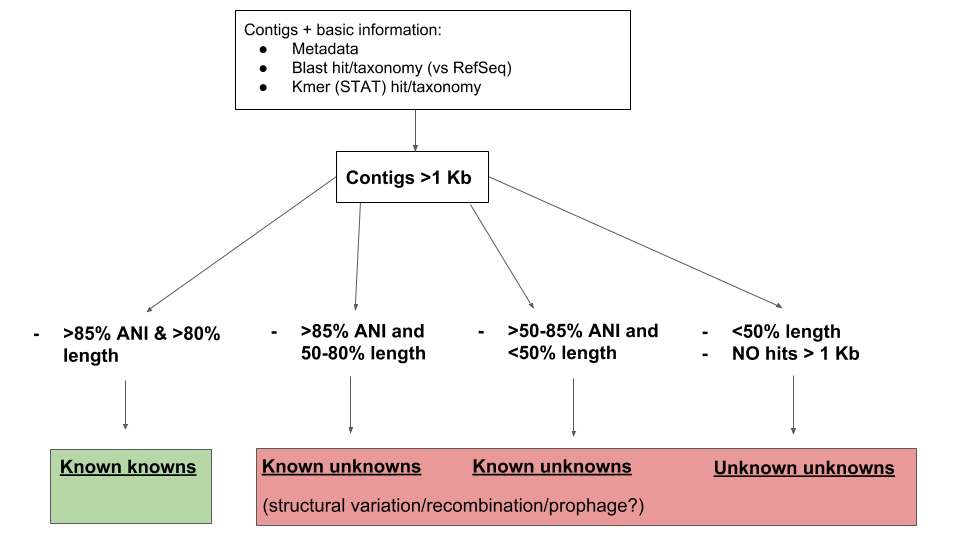 Contigs + basic information:
● Metadata
● Blast hit/taxonomy (vs RefSeq)
● Kmer (STAT) hit/taxonomy
Contigs >1 Kb
- >85% ANI & >80%
length
- >85% ANI and
50-80% length
- >50-85% ANI and
<50% length
- <50% length
- NO hits > 1 Kb
Known knowns
Known unknowns
Known unknowns
Unknown unknowns
(structural variation/recombination/prophage?)